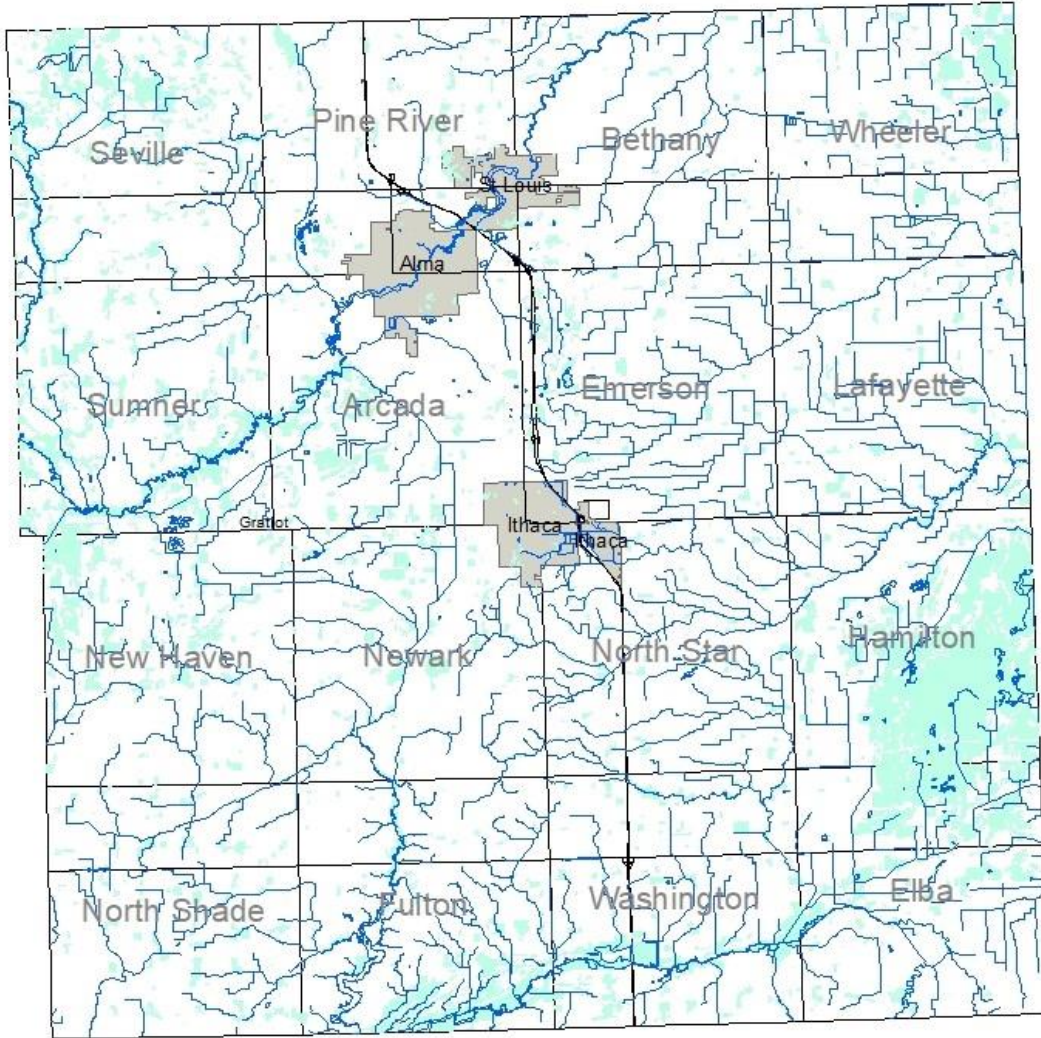 Pine River
Bethany
Wheeler
Seville
St Louis
Alma
Emerson
Lafayette
Sumner
Arcada
Gratiot
Ithaca
Ithaca
Hamilton
New Haven
Newark
North Star
North Shade
Fulton
Washington
Elba